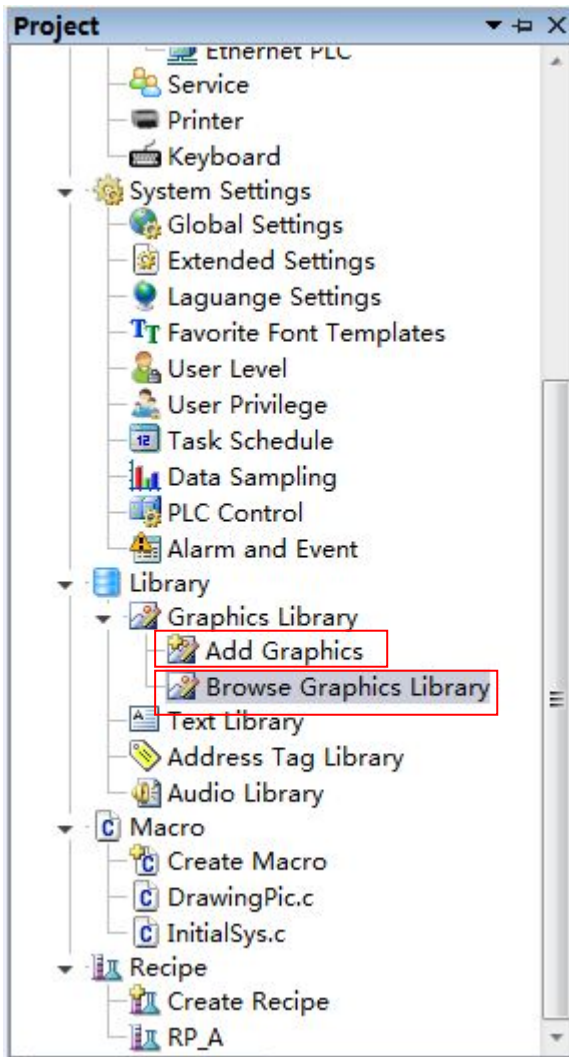 Project
Ethernet PLC
Service
Printer
Keyboard
System Settings
Global Settings
Extended Settings
Laguange Settings
Favorite Font Templates
User Level
User Privilege
Task Schedule
Data Sampling
PLC Control
Alarm and Event
Library
Graphics Library
Add Graphics
Browse Graphics Library
Text Library
Address Tag Library
Audio Library
Macro
Create Macro
DrawingPic.c
InitialSys.c
Recipe
Create Recipe
RP_A